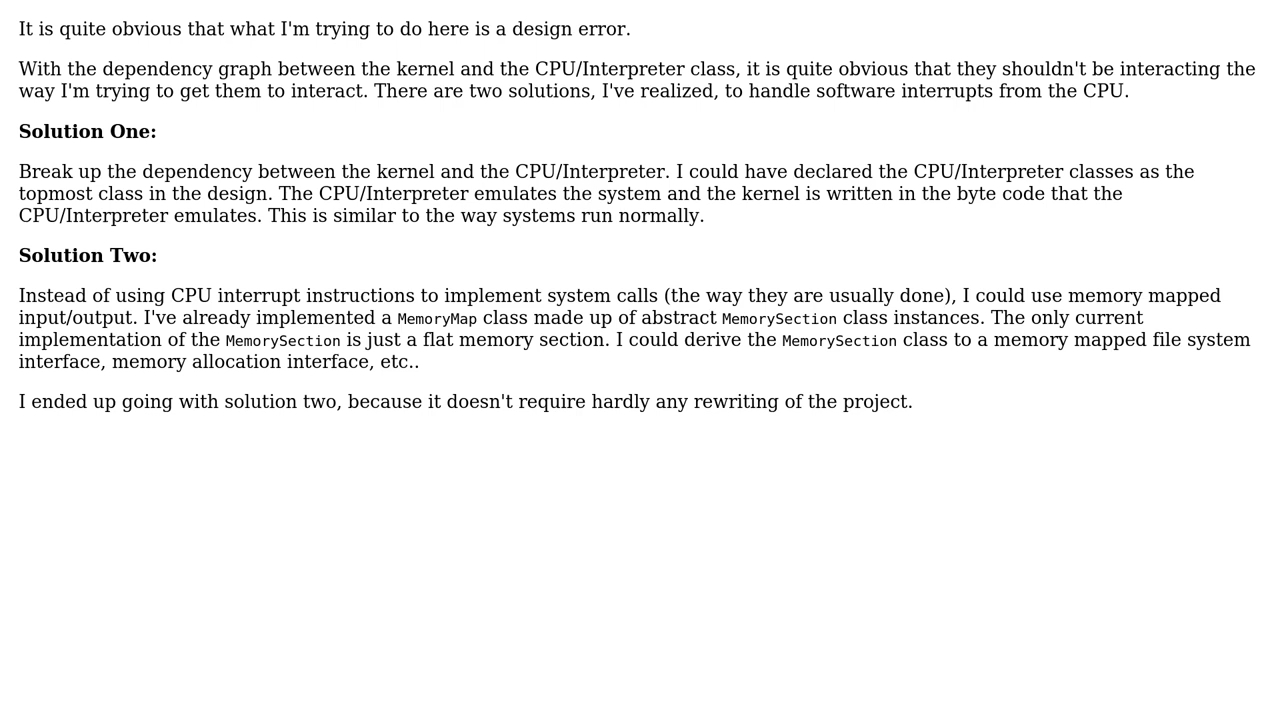 It is quite obvious that what I'm trying to do here is a design error.
With the dependency graph between the kernel and the CPU/Interpreter class, it is quite obvious that they shouldn't be interacting the
way I'm trying to get them to interact. There are two solutions, I've realized, to handle software interrupts from the CPU.
Solution One:
Break up the dependency between the kernel and the CPU/Interpreter. I could have declared the CPU/Interpreter classes as the
topmost class in the design. The CPU/Interpreter emulates the system and the kernel is written in the byte code that the
CPU/Interpreter emulates. This is similar to the way systems run normally.
Solution Two:
Instead of using CPU interrupt instructions to implement system calls (the way they are usually done), I could use memory mapped
input/output. I've already implemented a MemoryMap class made up of abstract MemorySection class instances. The only current
implementation of the MemorySection is just a flat memory section. I could derive the MemorySection class to a memory mapped file system
interface, memory allocation interface, etc..
I ended up going with solution two, because it doesn't require hardly any rewriting of the project.